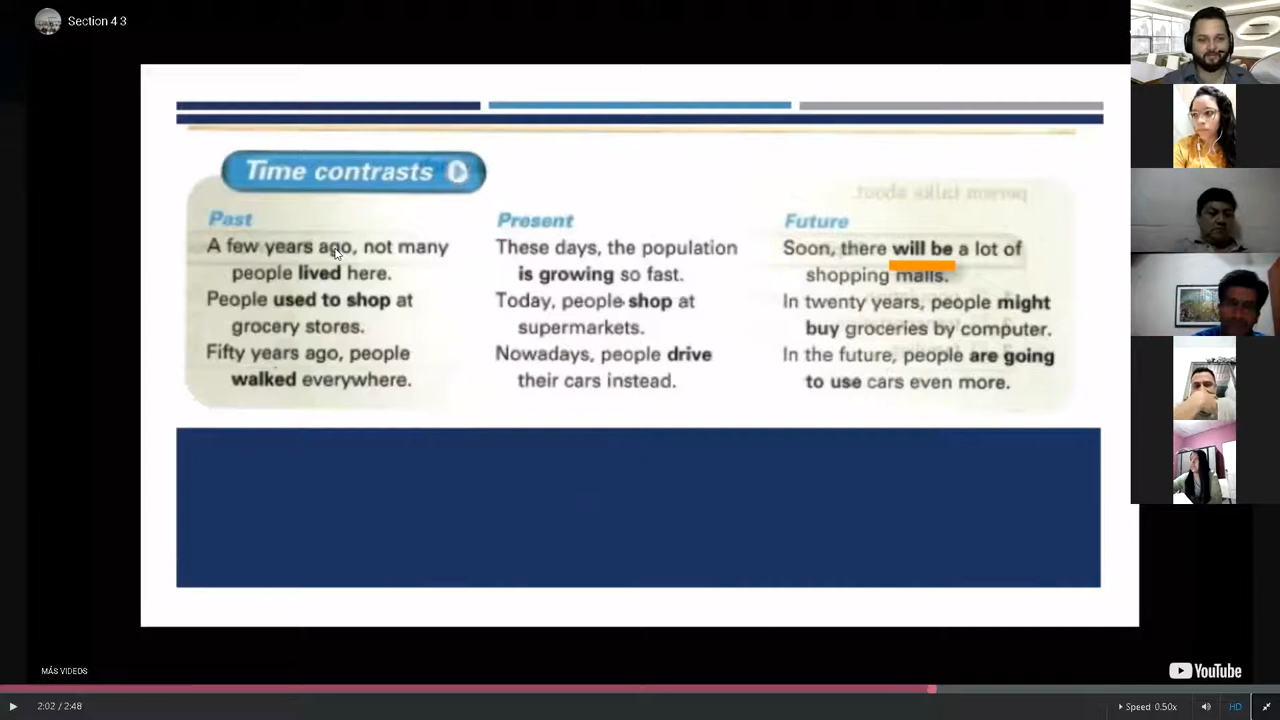 Section 4 3
Time contrasts
Past
A few years ago, not many
people lived here.
People used to shop at
grocery stores.
Fifty years ago, people
walked everywhere.
Present
These days, the population
is growing so fast.
Today, people shop at
supermarkets.
Nowadays, people drive
their cars instead.
Future
Soon, there will be a lot of
shopping malls.
In twenty years, people might
buy groceries by computer.
In the future, people are going
to use cars even more.
MÁS VIDEOS
YouTube
2:02 / 2:48
Speed 0.50x
HD